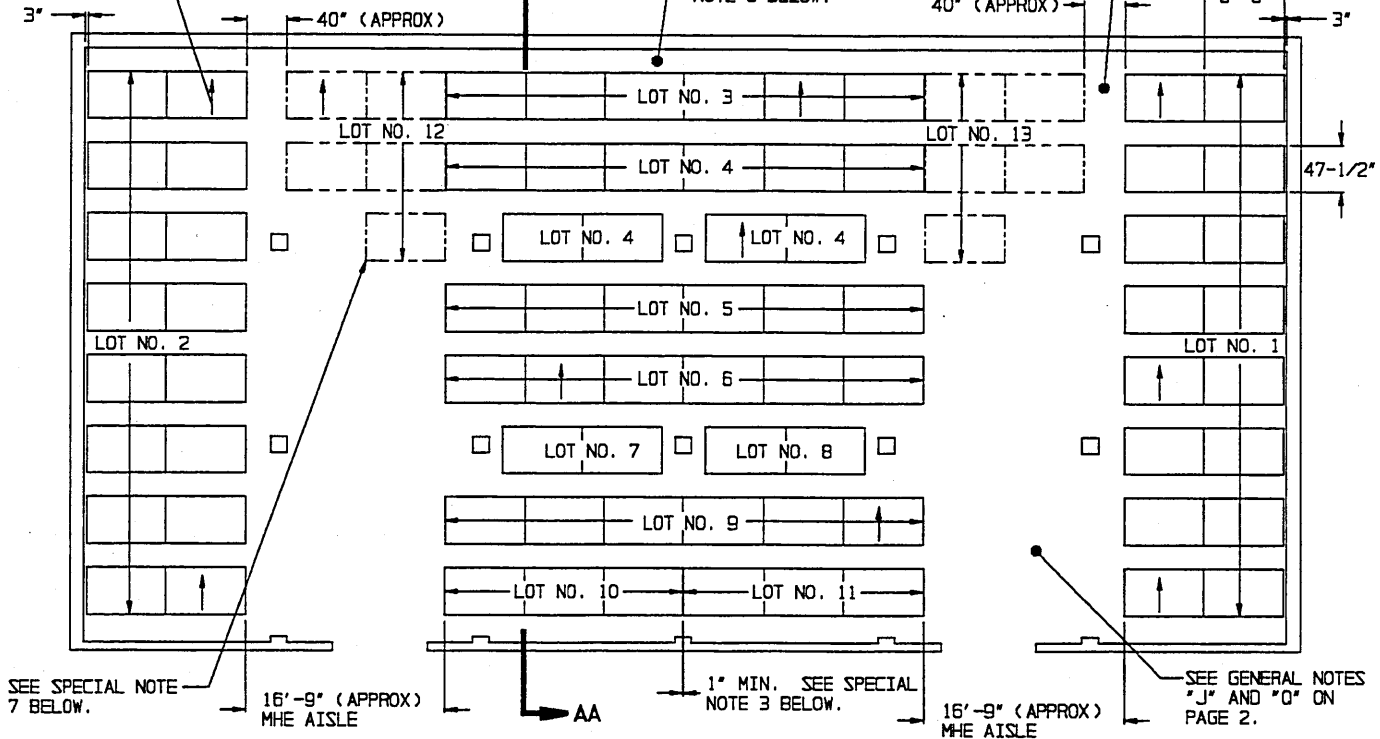 3"
40" (APPROX)
40" (APPROX)
3"
LOT NO. 3
LOT NO. 12
LOT NO. 13
LOT NO. 4
47-1/2"
LOT NO. 4
LOT NO. 4
LOT NO. 5
LOT NO. 2
LOT NO. 1
LOT NO. 6
LOT NO. 7
LOT NO. 8
LOT NO. 9
LOT NO. 10
LOT NO. 11
SEE SPECIAL NOTE
7 BELOW.
16'-9" (APPROX)
MHE AISLE
AA
1" MIN. SEE SPECIAL
NOTE 3 BELOW.
16'-9" (APPROX)
MHE AISLE
SEE GENERAL NOTES
"J" AND "O" ON
PAGE 2.